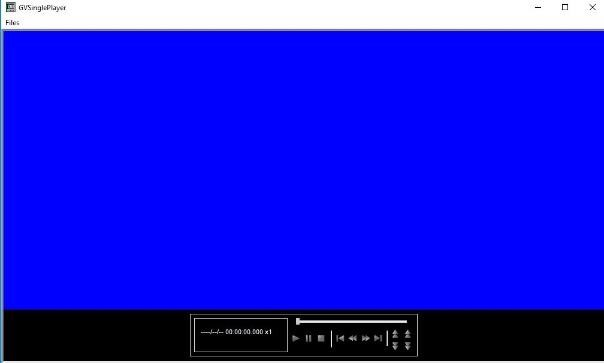 GVSinglePlayer
Files
----/--/-- 00:00:00.000 x1